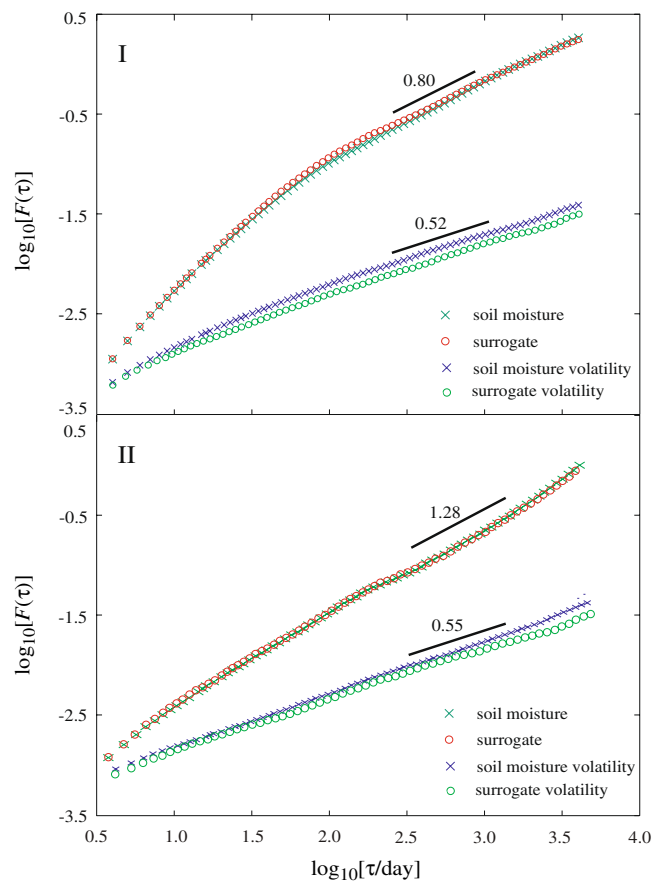 0.5
I
0.80
-0.5
log10[F(τ)]
-1.5
0.52
soil moisture
-2.5
surrogate
soil moisture volatility
surrogate volatility
-3.5
0.5
II
-0.5
1.28
log10[F(τ)]
-1.5
0.55
soil moisture
-2.5
surrogate
soil moisture volatility
surrogate volatility
-3.5
0.5 1.0 1.5 2.0 2.5 3.0 3.5 4.0
log10[τ/day]